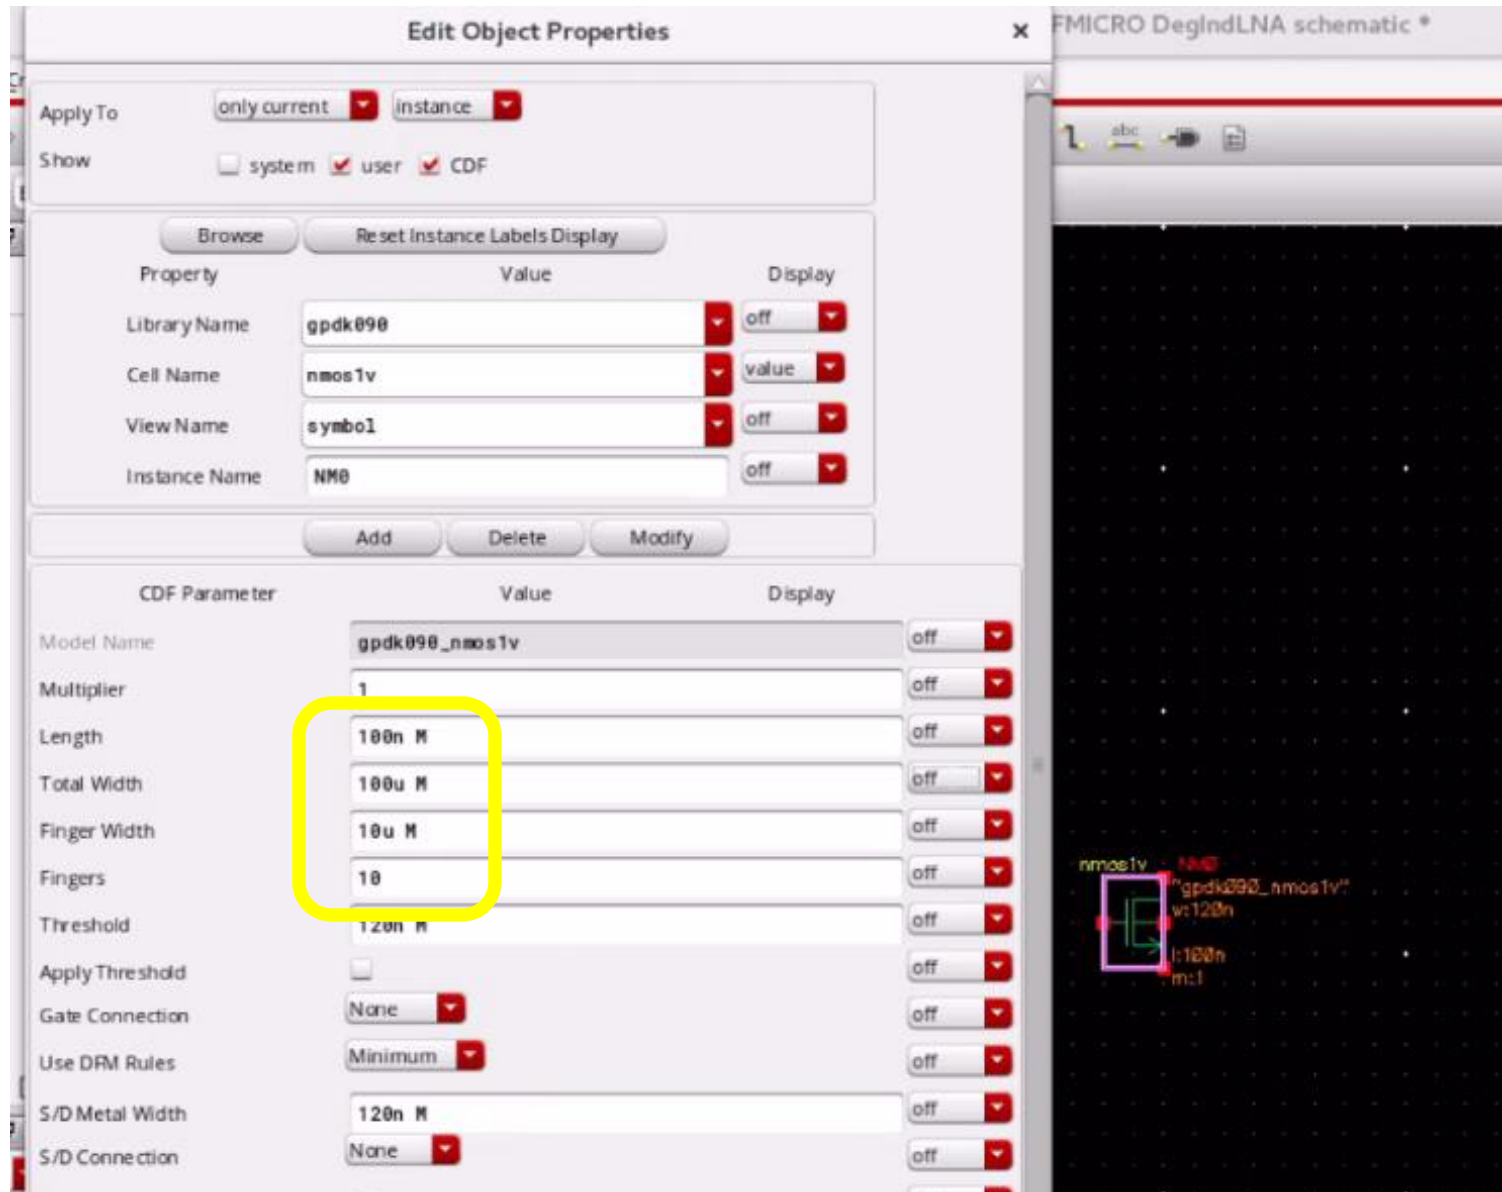 Edit Object Properties
FMICRO DegIndLNA schematic *
Apply To only current instance
Show system user CDF
abc
Browse Reset Instance Labels Display
Property Value Display
Library Name gpdk090 off
Cell Name nmos1v value
View Name symbol off
Instance Name NM0 off
Add Delete Modify
CDF Parameter Value Display
Model Name gpdk090_nmos1v off
Multiplier 1 off
Length 100n M off
Total Width 100u M off
Finger Width 10u M off
Fingers 10 off
Threshold 120n M off
Apply Threshold off
Gate Connection None off
Use DFM Rules Minimum off
S/D Metal Width 120n M off
S/D Connection None off
nmos1v NM0
"gpdk090_nmos1v"
w:120n
l:100n
m:1